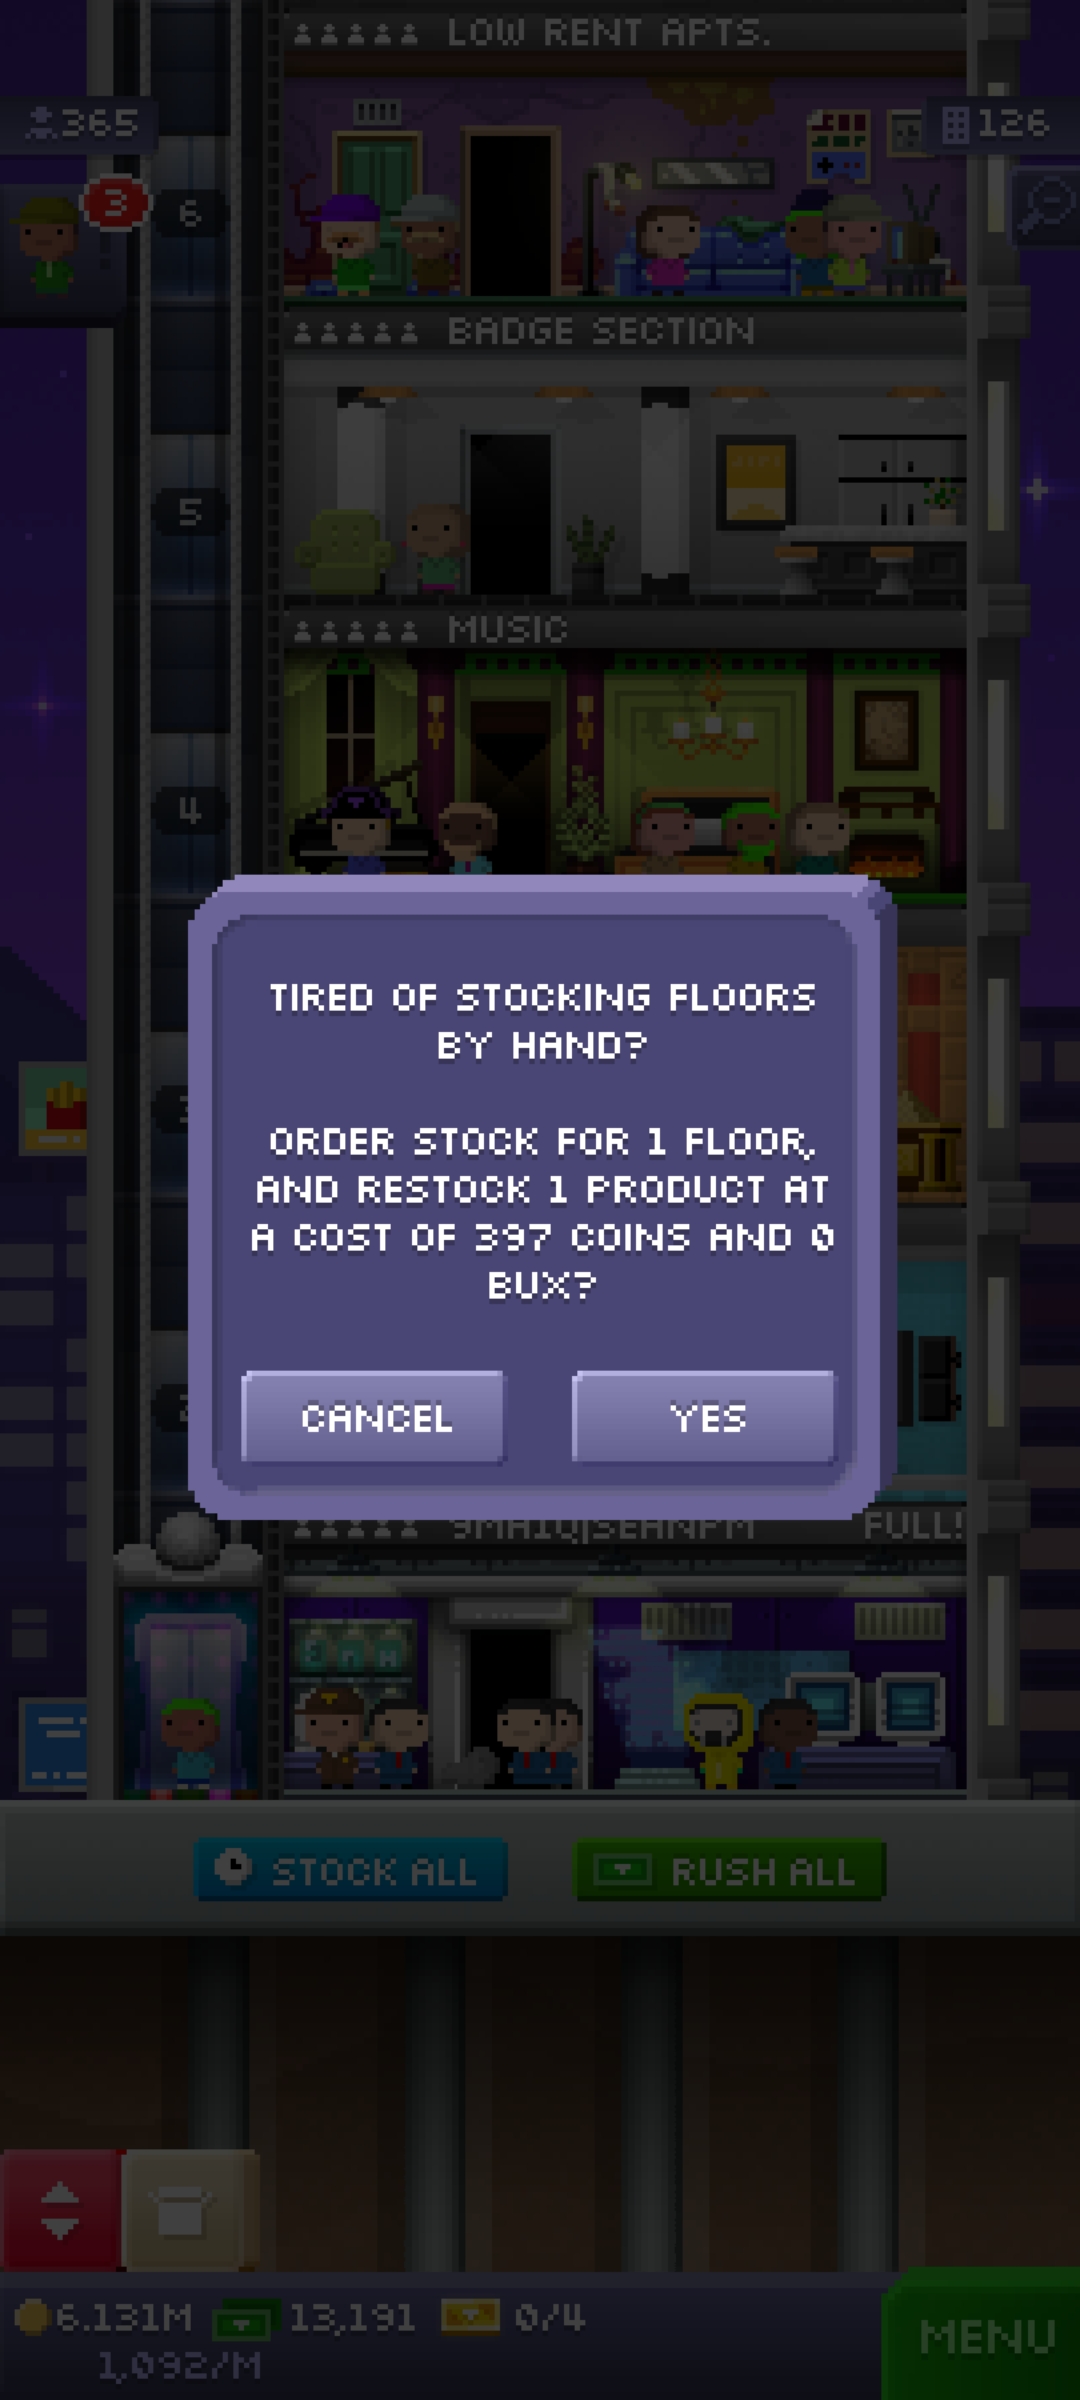 LOW RENT APTS.
365
126
3
6
BADGE SECTION
5
MUSIC
4
TIRED OF STOCKING FLOORS
BY HAND?
ORDER STOCK FOR 1 FLOOR,
AND RESTOCK 1 PRODUCT AT
A COST OF 397 COINS AND 0
BUX?
CANCEL
YES
FULL!
STOCK ALL
RUSH ALL
6.131M
13,191
0/4
1,092/M
MENU